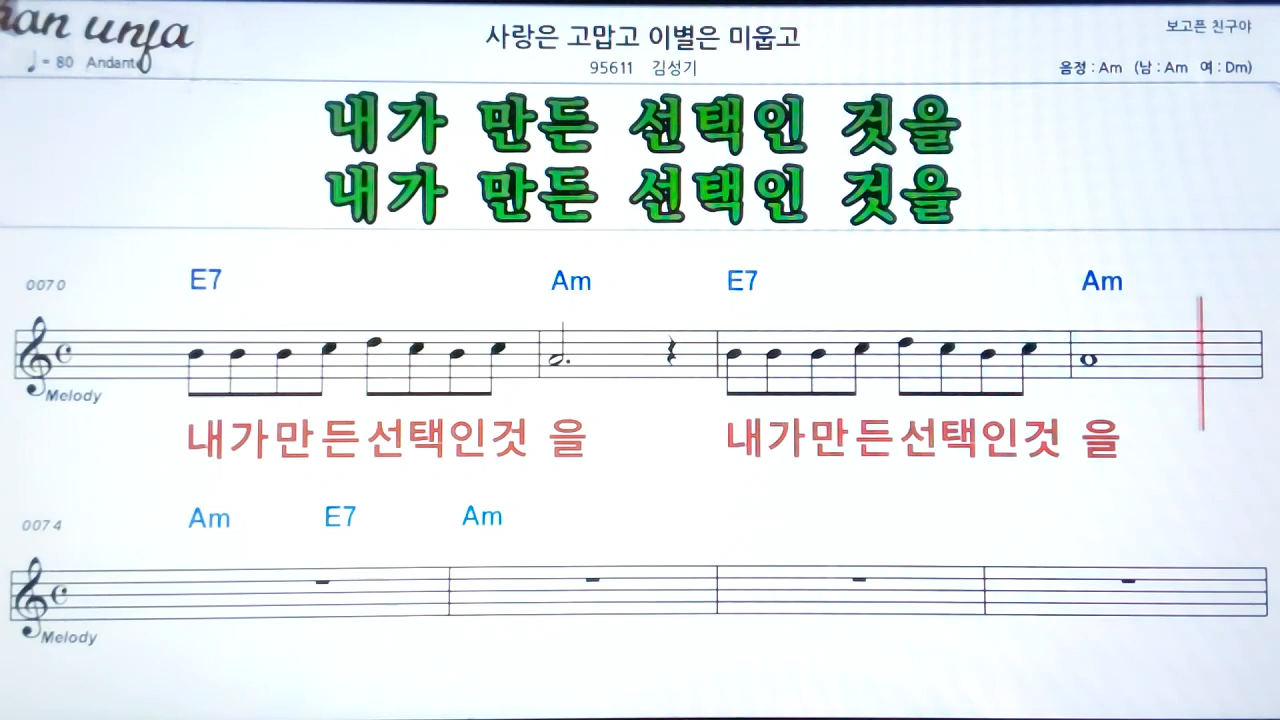 사랑은 고맙고 이별은 미웁고
보고픈 친구야
♩ = 80 Andante
95611 김성기
음정 : Am (남 : Am 여 : Dm)
내가 만든 선택인 것을
내가 만든 선택인 것을
0070 E7 Am E7 Am
Melody
내가만든선택인것 을 내가만든선택인것 을
0074 Am E7 Am
Melody